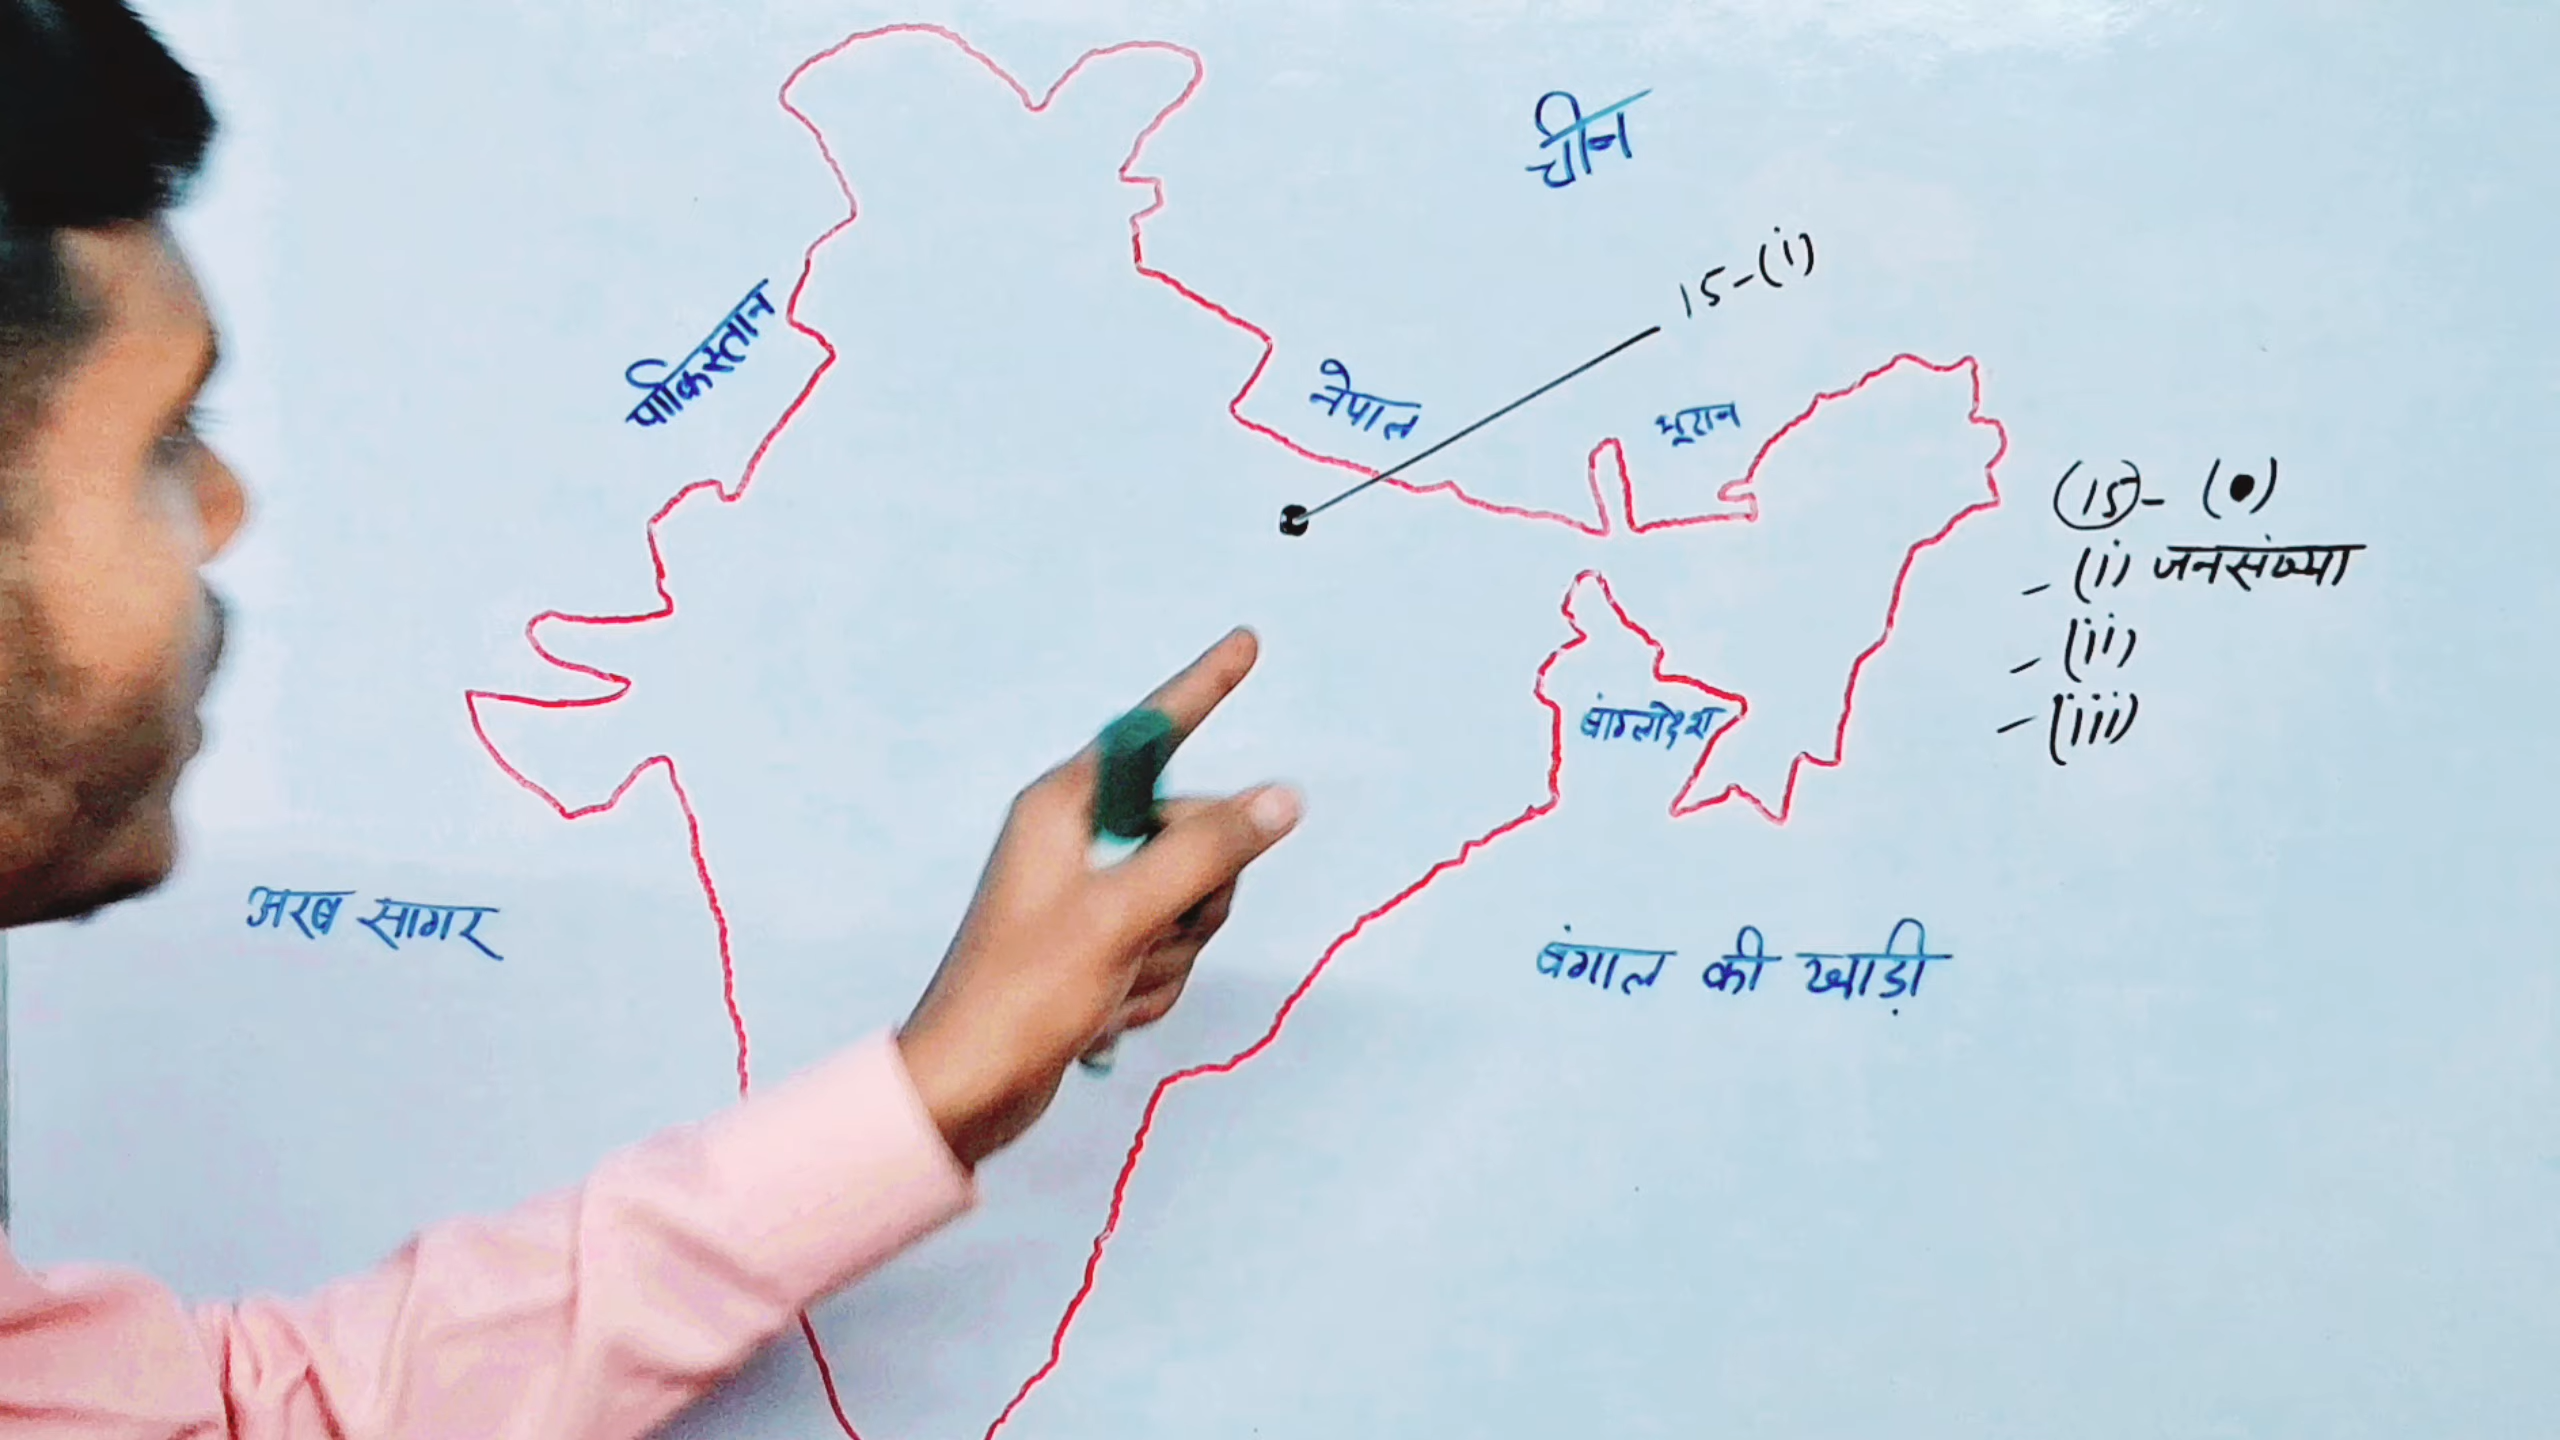 चीन
15-(i)
पाकिस्तान
नेपाल
भूटान
(15)- (●)
- (i) जनसंख्या
- (ii)
- (iii)
बांग्लादेश
अरब सागर
बंगाल की खाड़ी